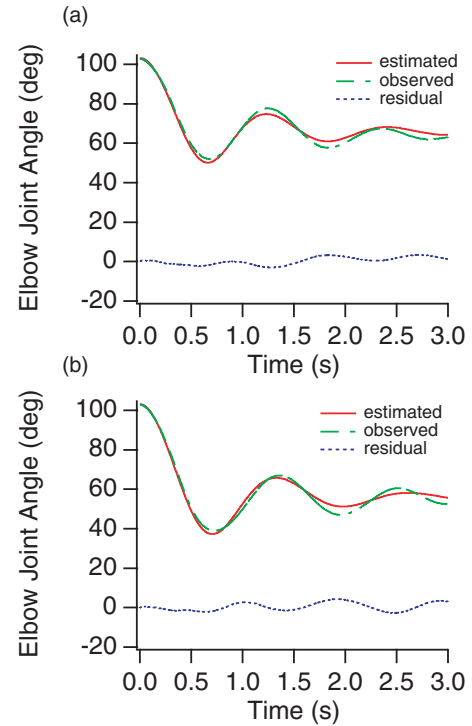 (a)
Elbow Joint Angle (deg)
100
80
60
40
20
0
-20
estimated
observed
residual
0.0 0.5 1.0 1.5 2.0 2.5 3.0
Time (s)
(b)
Elbow Joint Angle (deg)
100
80
60
40
20
0
-20
estimated
observed
residual
0.0 0.5 1.0 1.5 2.0 2.5 3.0
Time (s)